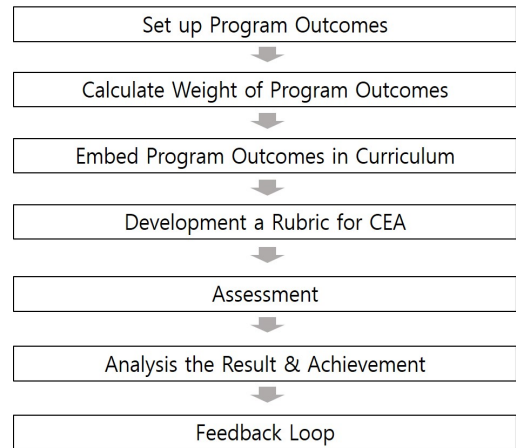 Set up Program Outcomes
Calculate Weight of Program Outcomes
Embed Program Outcomes in Curriculum
Development a Rubric for CEA
Assessment
Analysis the Result & Achievement
Feedback Loop